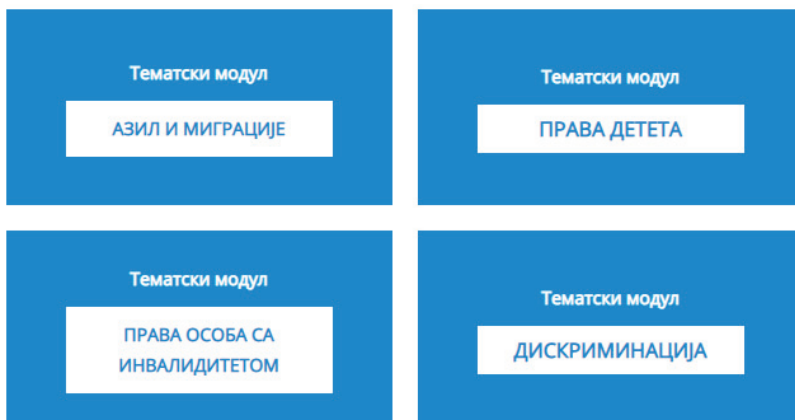 Тематски модул
АЗИЛ И МИГРАЦИЈЕ
Тематски модул
ПРАВА ДЕТЕТА
Тематски модул
ПРАВА ОСОБА СА
ИНВАЛИДИТЕТОМ
Тематски модул
ДИСКРИМИНАЦИЈА